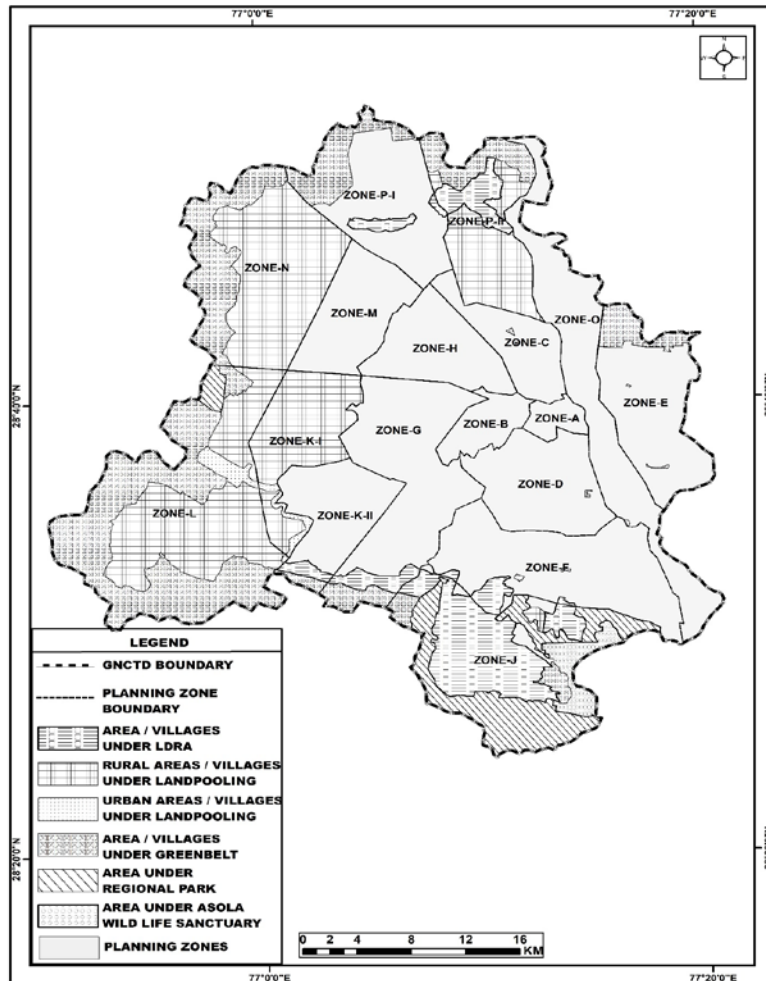 77°0'0"E
77°20'0"E
ZONE-P-I
ZONE-P-II
ZONE-N
ZONE-M
ZONE-O
ZONE-H
ZONE-C
ZONE-E
28°40'0"N
ZONE-A
ZONE-B
ZONE-G
ZONE-K-I
ZONE-D
ZONE-L
ZONE-K-II
ZONE-F
ZONE-J
LEGEND
GNCTD BOUNDARY
PLANNING ZONE
BOUNDARY
AREA / VILLAGES
UNDER LDRA
RURAL AREAS / VILLAGES
UNDER LANDPOOLING
URBAN AREAS / VILLAGES
UNDER LANDPOOLING
AREA / VILLAGES
UNDER GREENBELT
28°20'0"N
AREA UNDER
REGIONAL PARK
AREA UNDER ASOLA
WILD LIFE SANCTUARY
PLANNING ZONES
0 2 4 8 12 16
KM
77°0'0"E
77°20'0"E